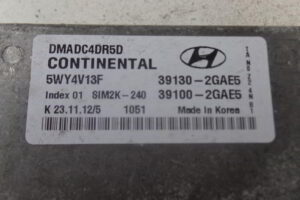 DMADC4DR5D
CONTINENTAL
5WY4V13F 39130-2GAE5
Index 01 SIM2K-240 39100-2GAE5
K 23.11.12/5 1051 Made in Korea